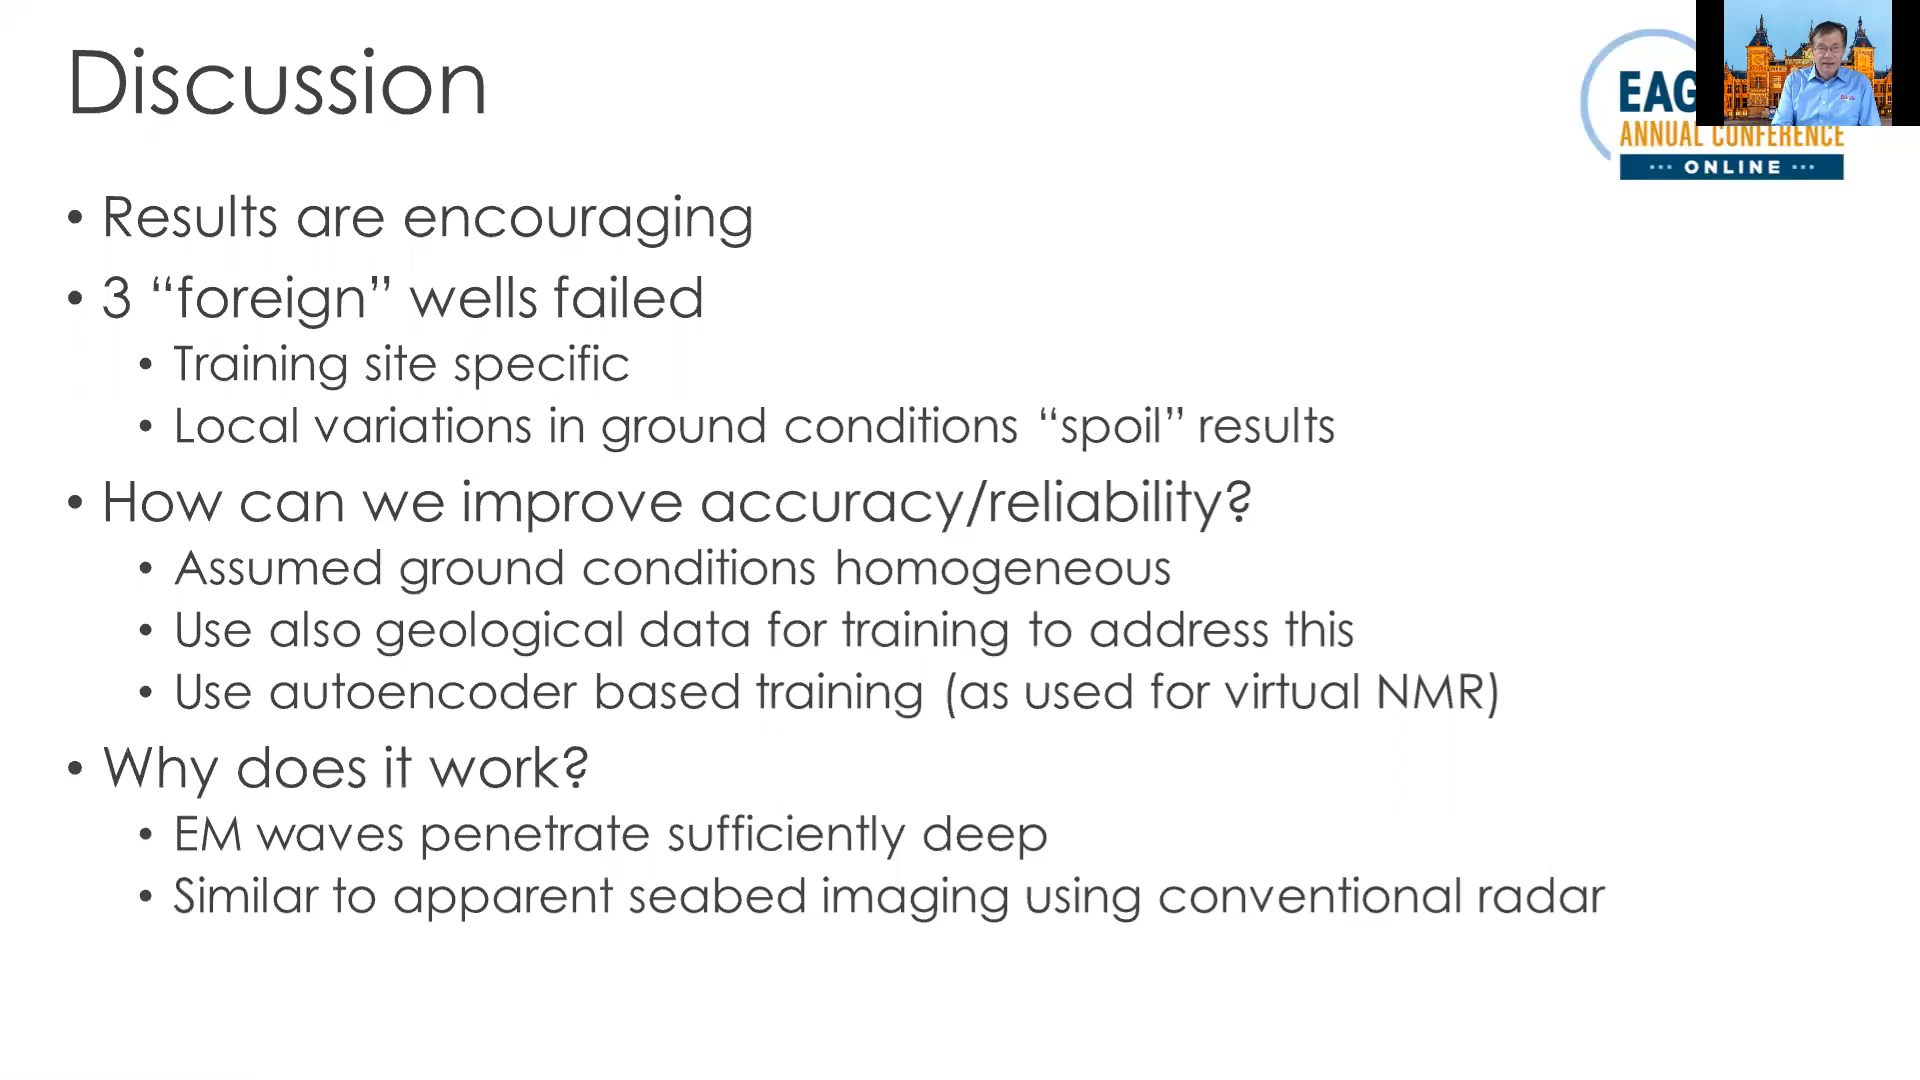 Discussion
EAG
ANNUAL CONFERENCE
ONLINE
• Results are encouraging
• 3 “foreign” wells failed
• Training site specific
• Local variations in ground conditions “spoil” results
• How can we improve accuracy/reliability?
• Assumed ground conditions homogeneous
• Use also geological data for training to address this
• Use autoencoder based training (as used for virtual NMR)
• Why does it work?
• EM waves penetrate sufficiently deep
• Similar to apparent seabed imaging using conventional radar